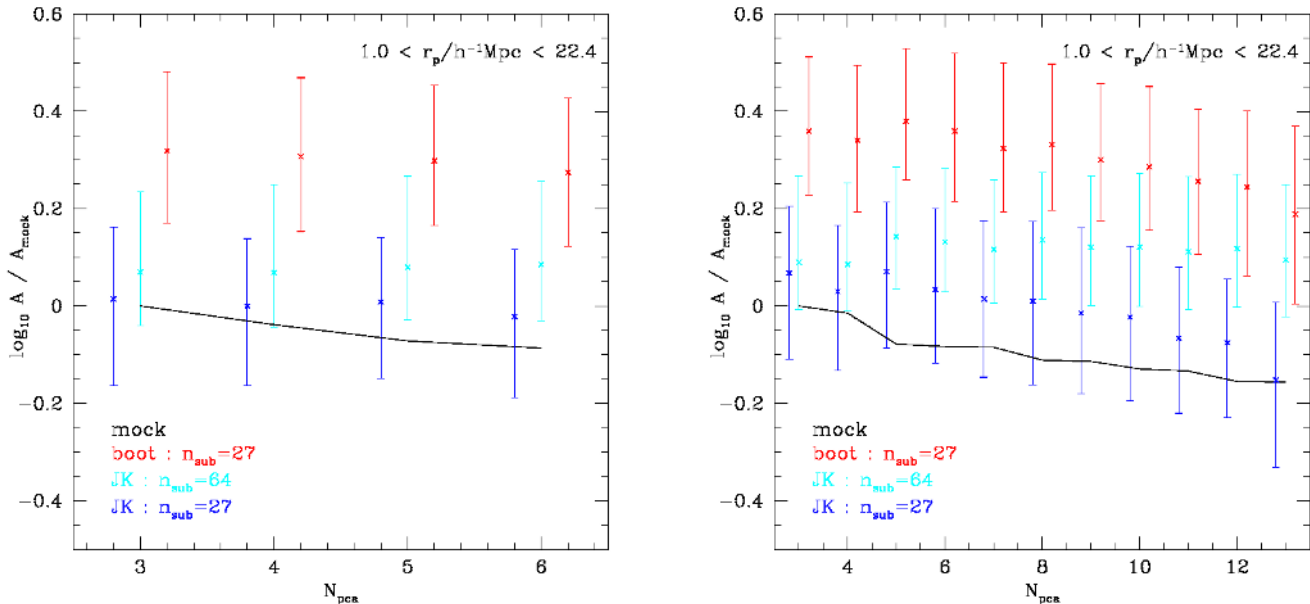 0.6
1.0 < r_p/h⁻¹Mpc < 22.4
0.4
0.2
0
−0.2
−0.4
log₁₀ A / A_mock
mock
boot : n_sub=27
JK : n_sub=64
JK : n_sub=27
3 4 5 6
N_pca
0.6
1.0 < r_p/h⁻¹Mpc < 22.4
0.4
0.2
0
−0.2
−0.4
log₁₀ A / A_mock
mock
boot : n_sub=27
JK : n_sub=64
JK : n_sub=27
4 6 8 10 12
N_pca